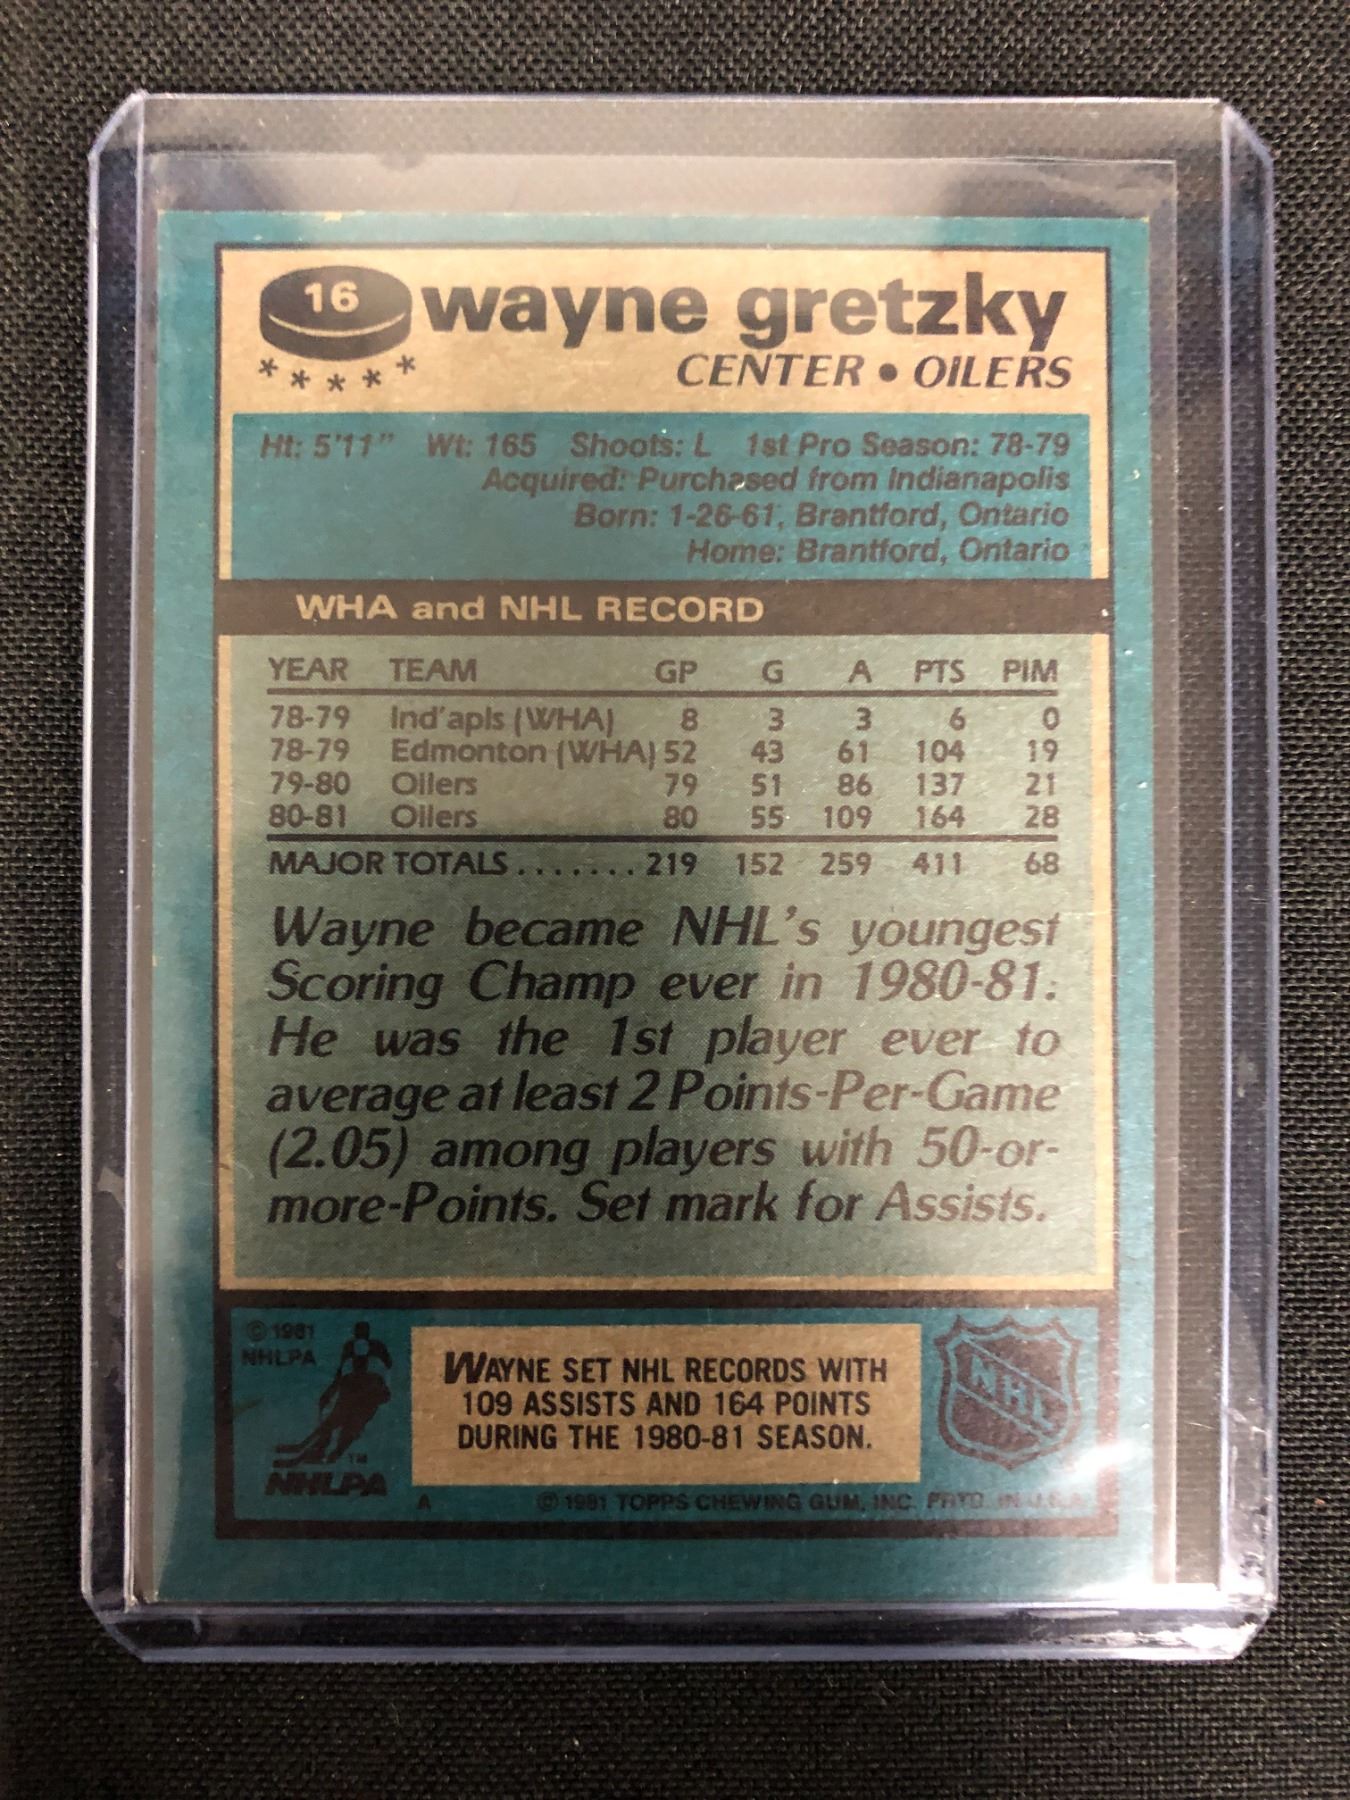 16 wayne gretzky
* * * * *
CENTER • OILERS
Ht: 5'11" Wt: 165 Shoots: L 1st Pro Season: 78-79
Acquired: Purchased from Indianapolis
Born: 1-26-61, Brantford, Ontario
Home: Brantford, Ontario
WHA and NHL RECORD
YEAR TEAM GP G A PTS PIM
78-79 Ind'apls (WHA) 8 3 3 6 0
78-79 Edmonton (WHA) 52 43 61 104 19
79-80 Oilers 79 51 86 137 21
80-81 Oilers 80 55 109 164 28
MAJOR TOTALS ....... 219 152 259 411 68
Wayne became NHL's youngest
Scoring Champ ever in 1980-81.
He was the 1st player ever to
average at least 2 Points-Per-Game
(2.05) among players with 50-or-
more-Points. Set mark for Assists.
© 1981
NHLPA
WAYNE SET NHL RECORDS WITH
109 ASSISTS AND 164 POINTS
DURING THE 1980-81 SEASON.
NHL
TM
NHLPA
A © 1981 TOPPS CHEWING GUM, INC. PRTD. IN U.S.A.